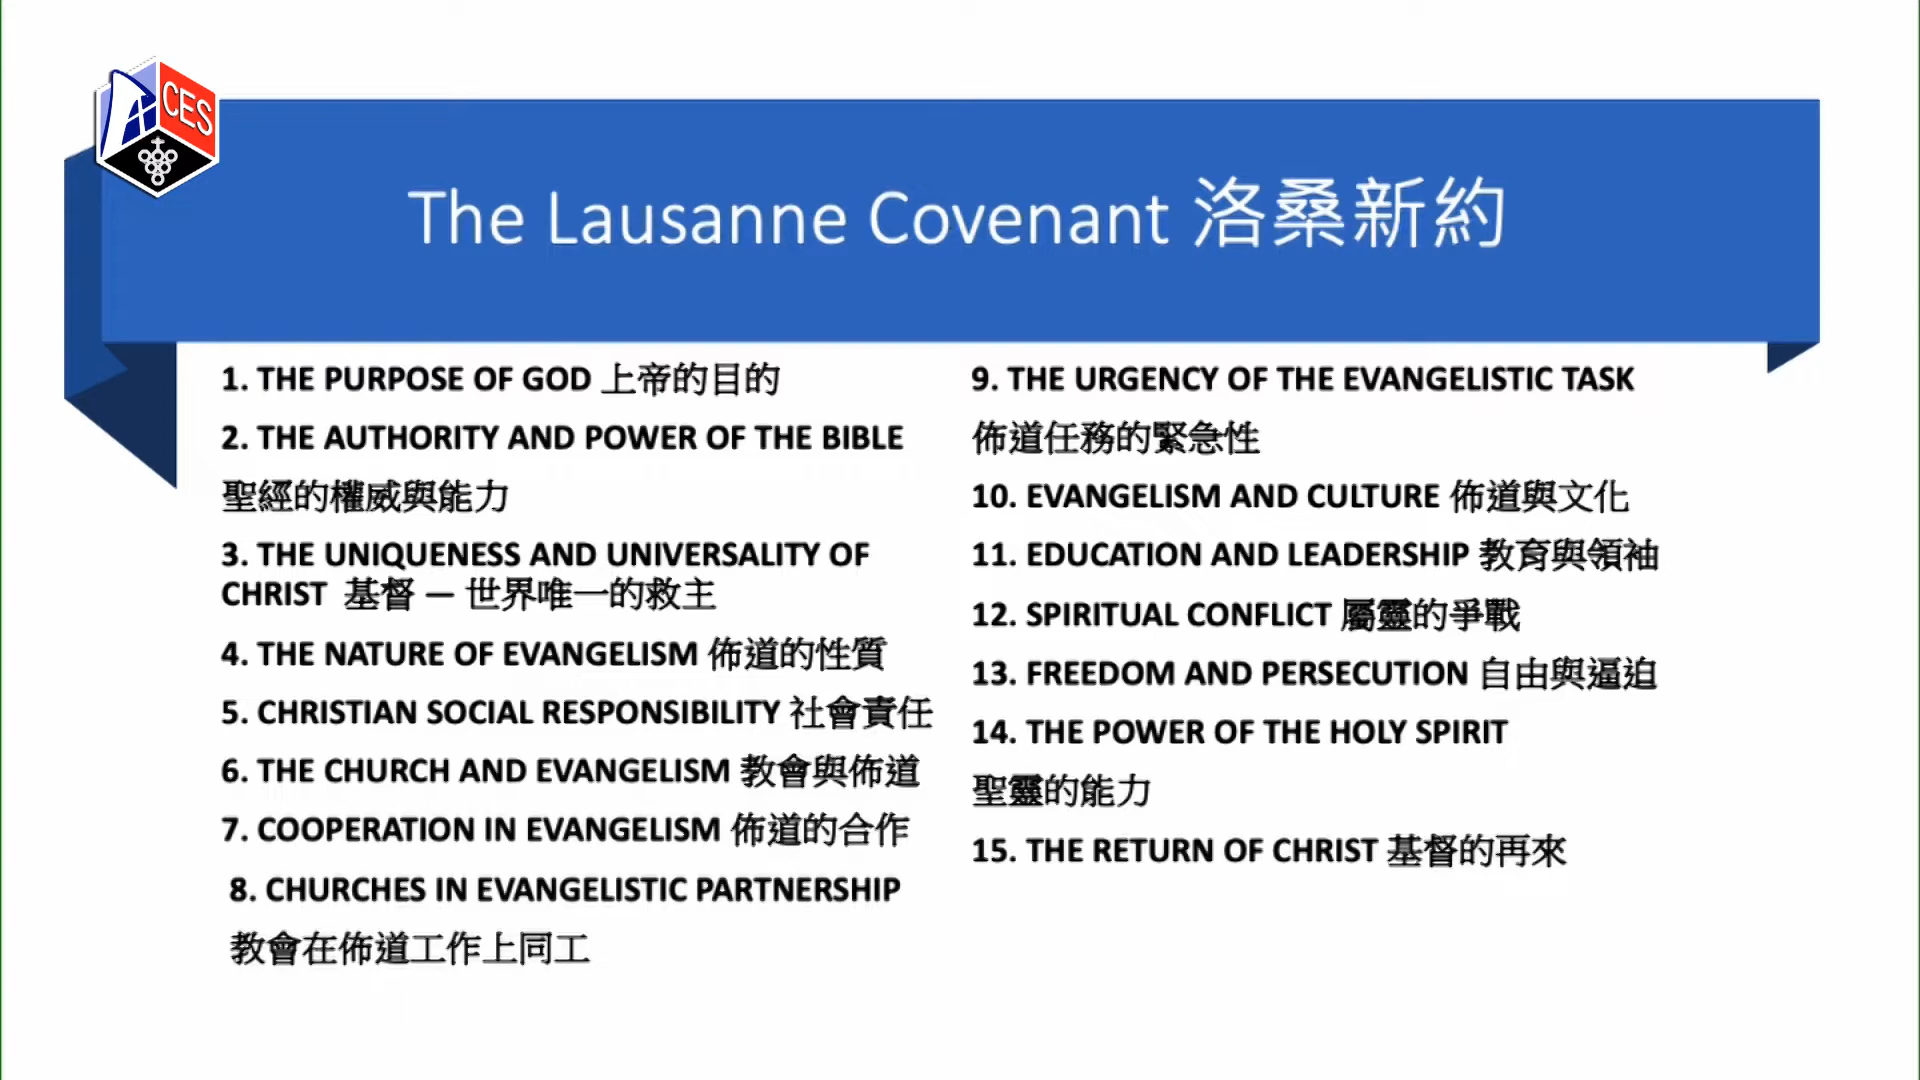 CES
The Lausanne Covenant 洛桑新約
1. THE PURPOSE OF GOD 上帝的目的
2. THE AUTHORITY AND POWER OF THE BIBLE
聖經的權威與能力
3. THE UNIQUENESS AND UNIVERSALITY OF
CHRIST 基督 — 世界唯一的救主
4. THE NATURE OF EVANGELISM 佈道的性質
5. CHRISTIAN SOCIAL RESPONSIBILITY 社會責任
6. THE CHURCH AND EVANGELISM 教會與佈道
7. COOPERATION IN EVANGELISM 佈道的合作
8. CHURCHES IN EVANGELISTIC PARTNERSHIP
教會在佈道工作上同工
9. THE URGENCY OF THE EVANGELISTIC TASK
佈道任務的緊急性
10. EVANGELISM AND CULTURE 佈道與文化
11. EDUCATION AND LEADERSHIP 教育與領袖
12. SPIRITUAL CONFLICT 屬靈的爭戰
13. FREEDOM AND PERSECUTION 自由與逼迫
14. THE POWER OF THE HOLY SPIRIT
聖靈的能力
15. THE RETURN OF CHRIST 基督的再來